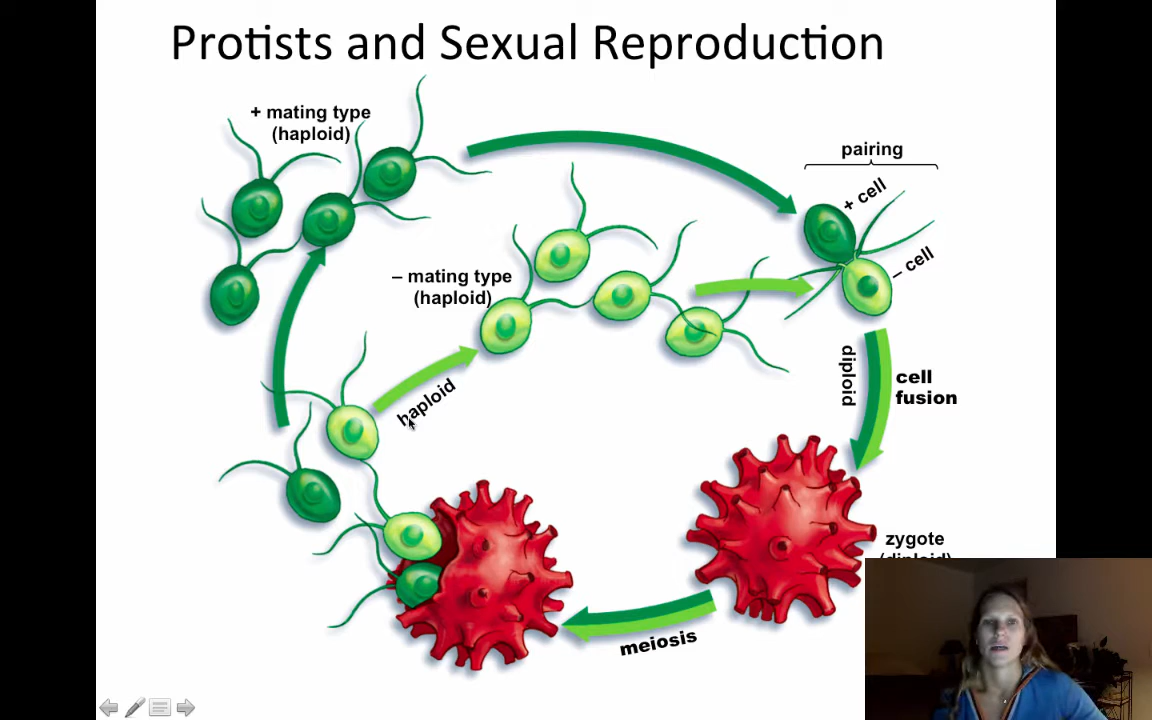 Protists and Sexual Reproduction
+ mating type
(haploid)
pairing
+ cell
– cell
– mating type
(haploid)
haploid
diploid
cell
fusion
zygote
(diploid)
meiosis